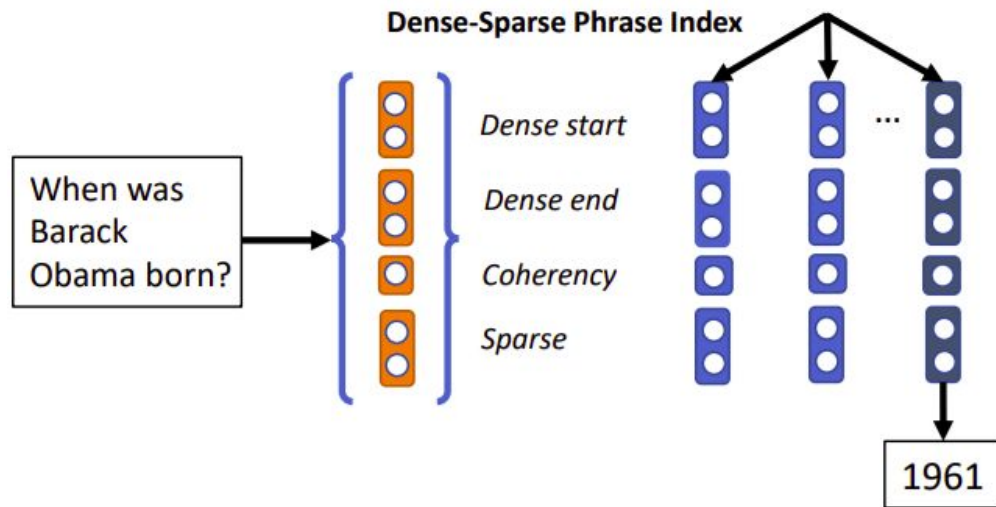 Dense-Sparse Phrase Index
...
Dense start
When was
Barack
Obama born?
Dense end
Coherency
Sparse
1961